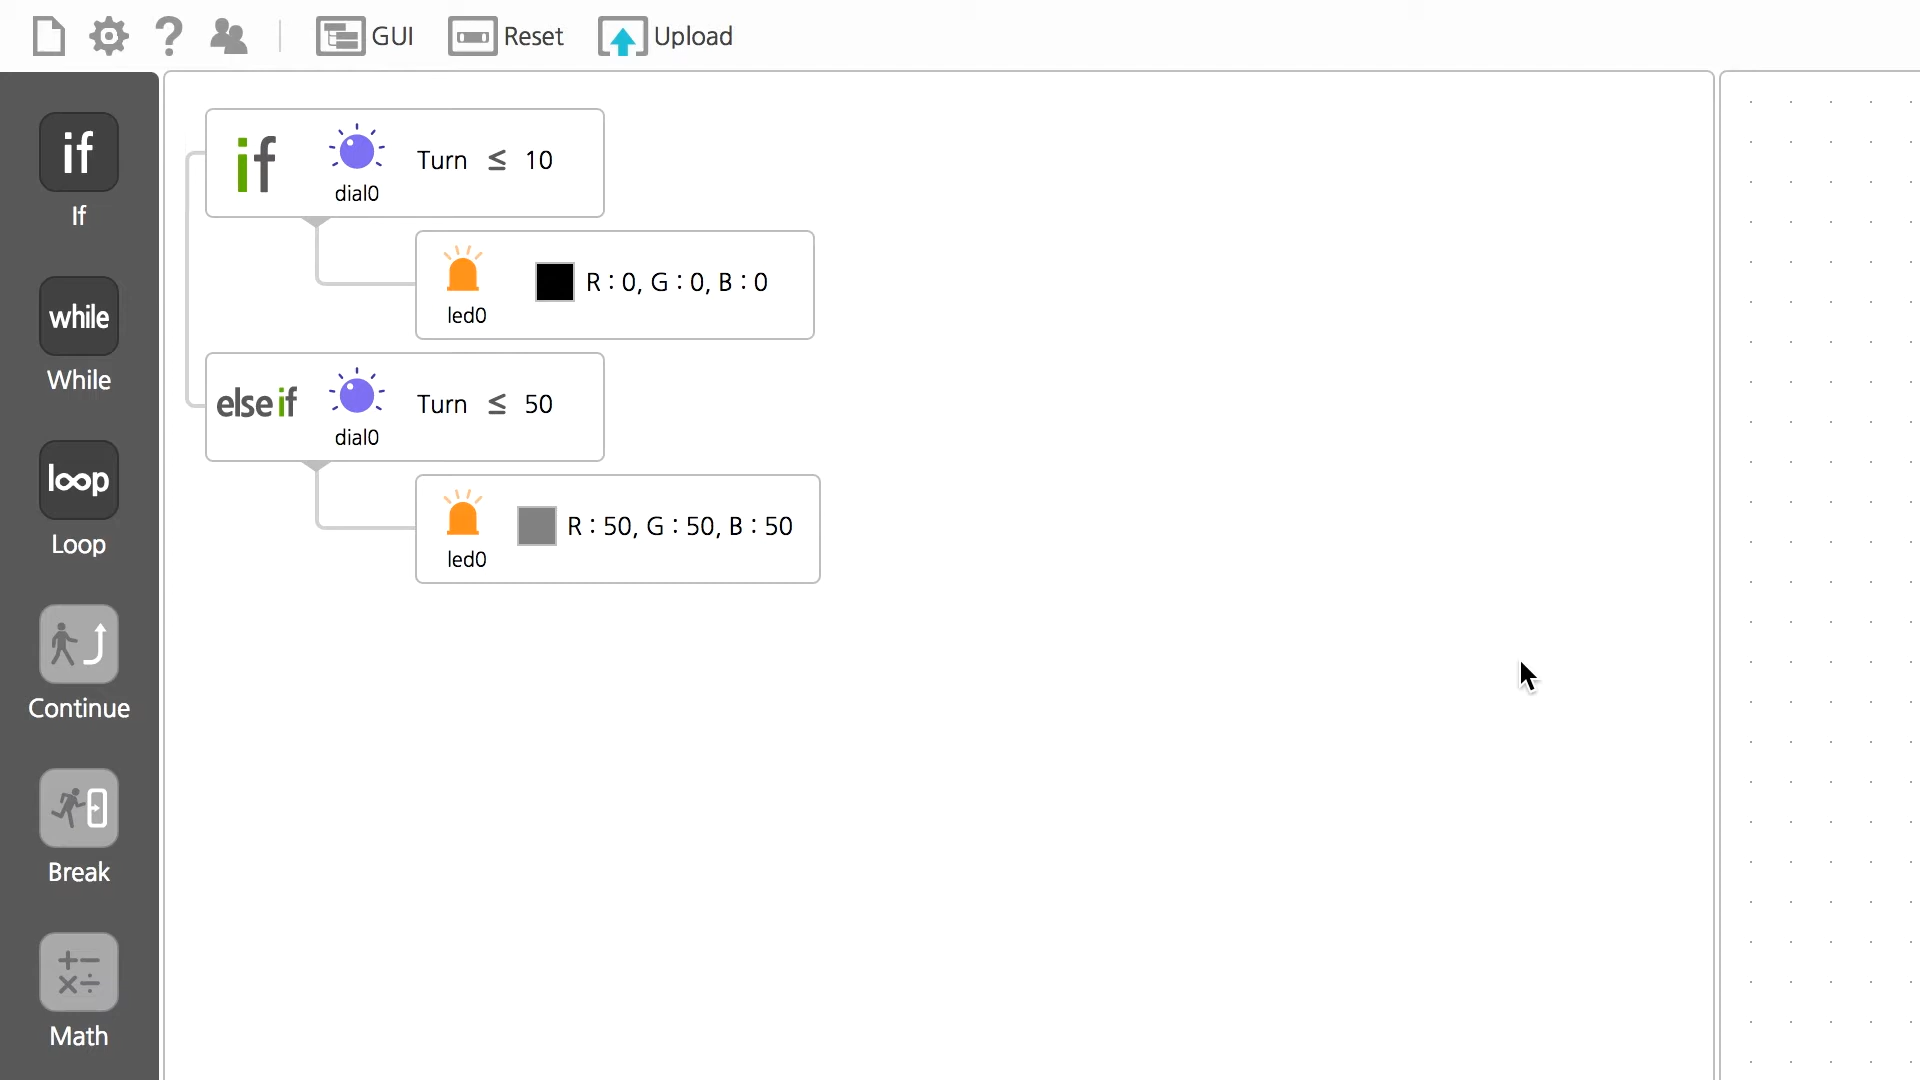 ? GUI Reset Upload
if
If
if dial0 Turn ≤ 10
led0 R : 0, G : 0, B : 0
while
While
else if dial0 Turn ≤ 50
loop
Loop
led0 R : 50, G : 50, B : 50
Continue
Break
+−
×÷
Math